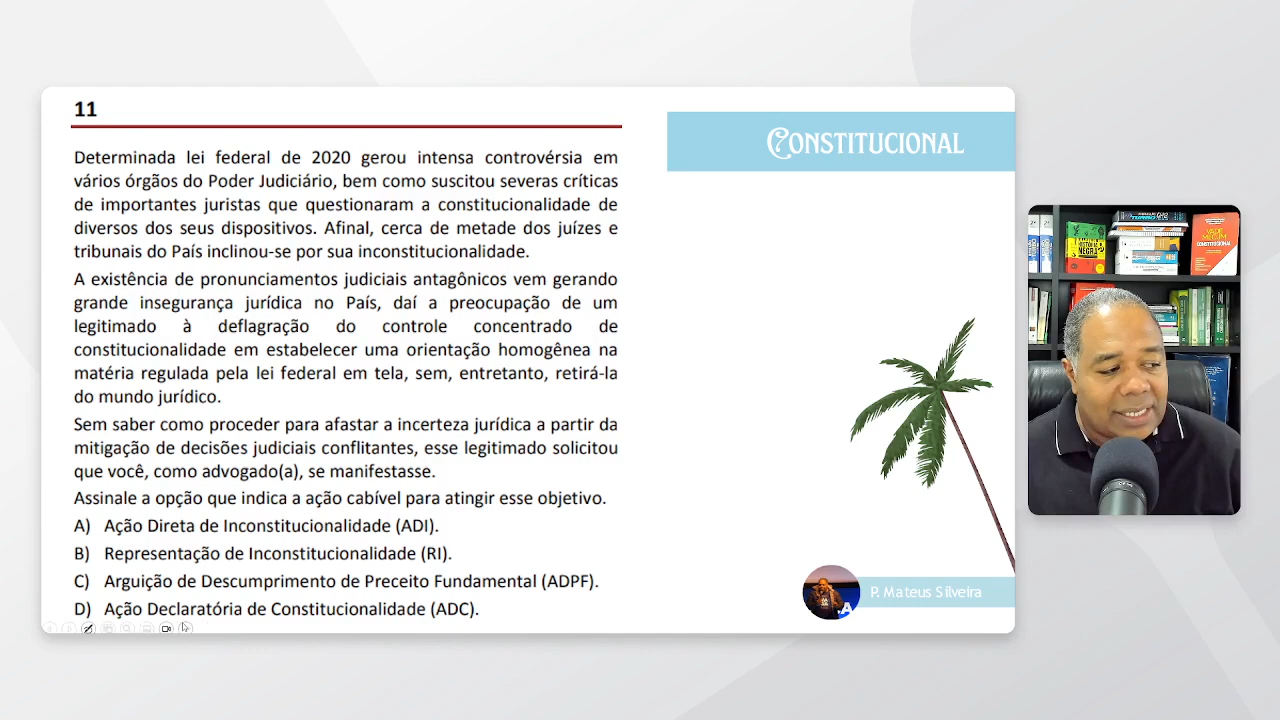 11
CONSTITUCIONAL
Determinada lei federal de 2020 gerou intensa controvérsia em
vários órgãos do Poder Judiciário, bem como suscitou severas críticas
de importantes juristas que questionaram a constitucionalidade de
diversos dos seus dispositivos. Afinal, cerca de metade dos juízes e
tribunais do País inclinou-se por sua inconstitucionalidade.
A existência de pronunciamentos judiciais antagônicos vem gerando
grande insegurança jurídica no País, daí a preocupação de um
legitimado à deflagração do controle concentrado de
constitucionalidade em estabelecer uma orientação homogênea na
matéria regulada pela lei federal em tela, sem, entretanto, retirá-la
do mundo jurídico.
Sem saber como proceder para afastar a incerteza jurídica a partir da
mitigação de decisões judiciais conflitantes, esse legitimado solicitou
que você, como advogado(a), se manifestasse.
Assinale a opção que indica a ação cabível para atingir esse objetivo.
A) Ação Direta de Inconstitucionalidade (ADI).
B) Representação de Inconstitucionalidade (RI).
C) Arguição de Descumprimento de Preceito Fundamental (ADPF).
D) Ação Declaratória de Constitucionalidade (ADC).
P. Mateus Silveira
VADE
MECUM
CONSTITUCIONAL
NEGRA